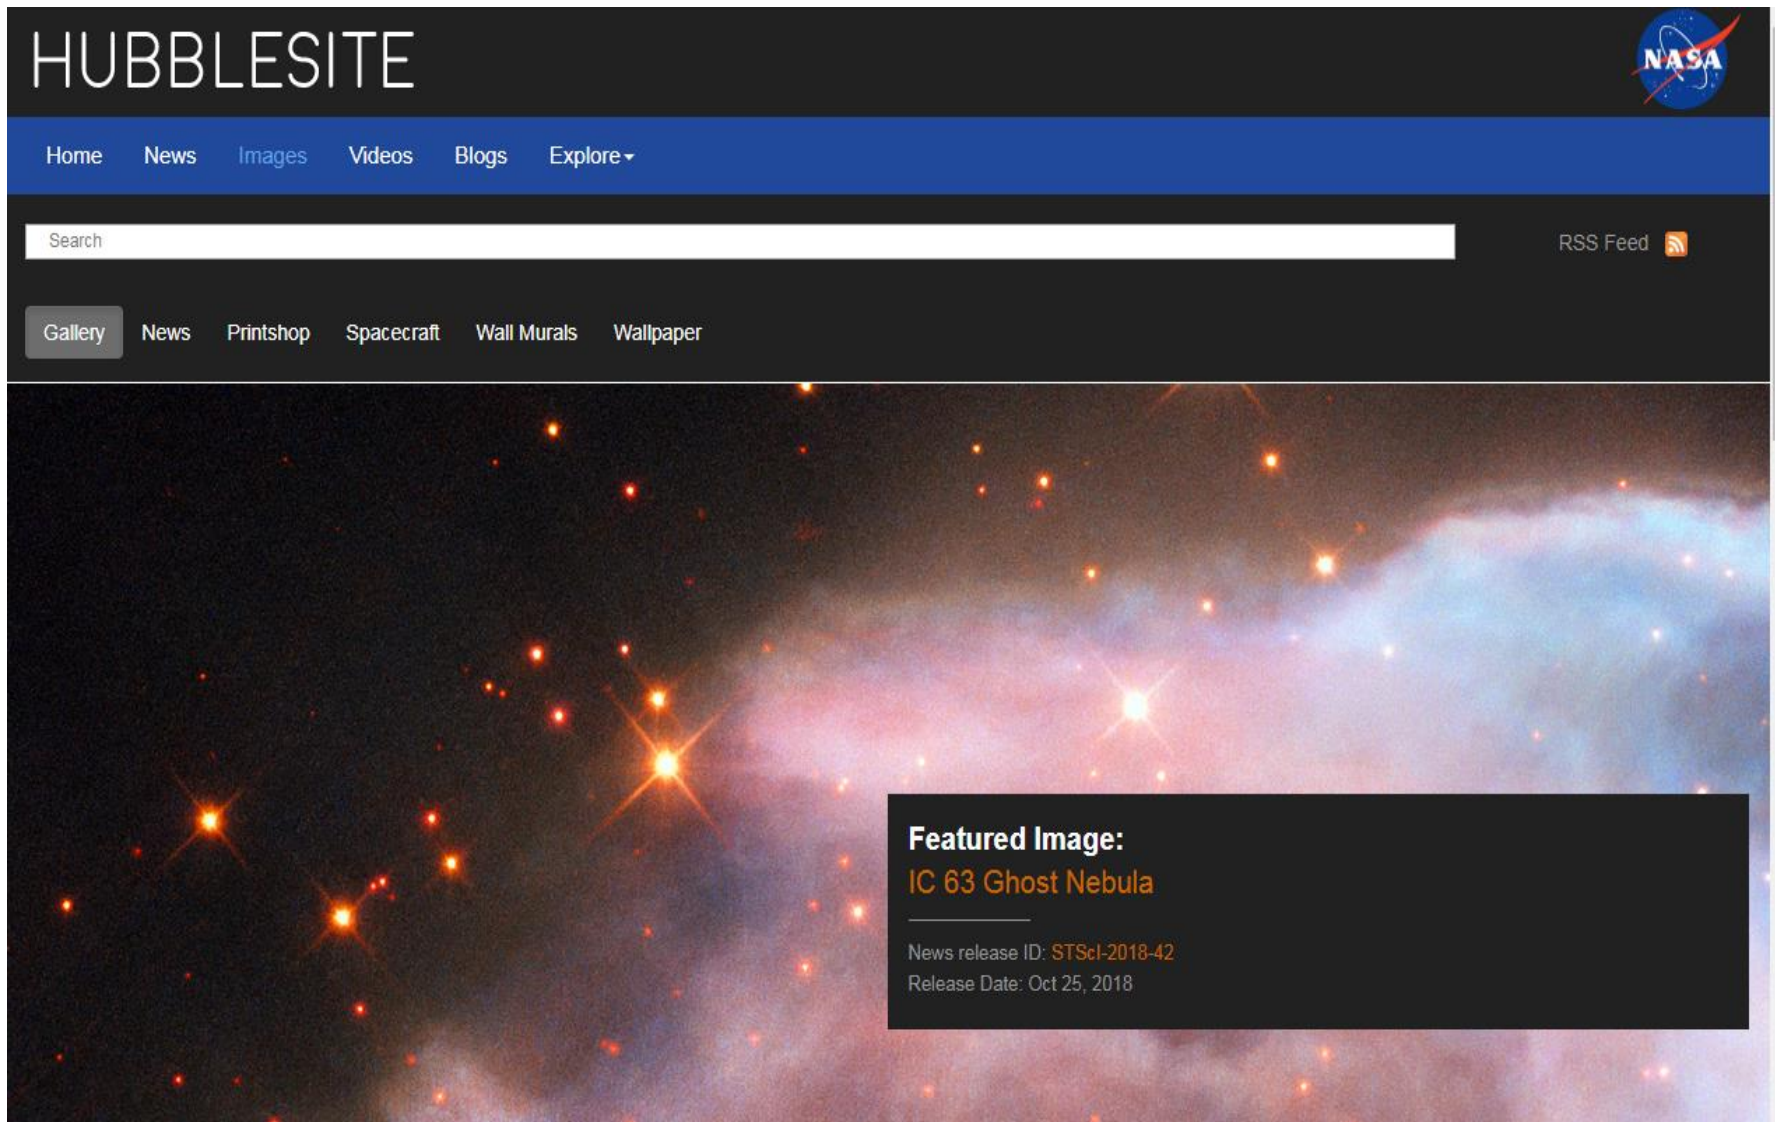 HUBBLESITE
NASA
Home News Images Videos Blogs Explore
Search
RSS Feed
Gallery News Printshop Spacecraft Wall Murals Wallpaper
Featured Image:
IC 63 Ghost Nebula
News release ID: STScI-2018-42
Release Date: Oct 25, 2018